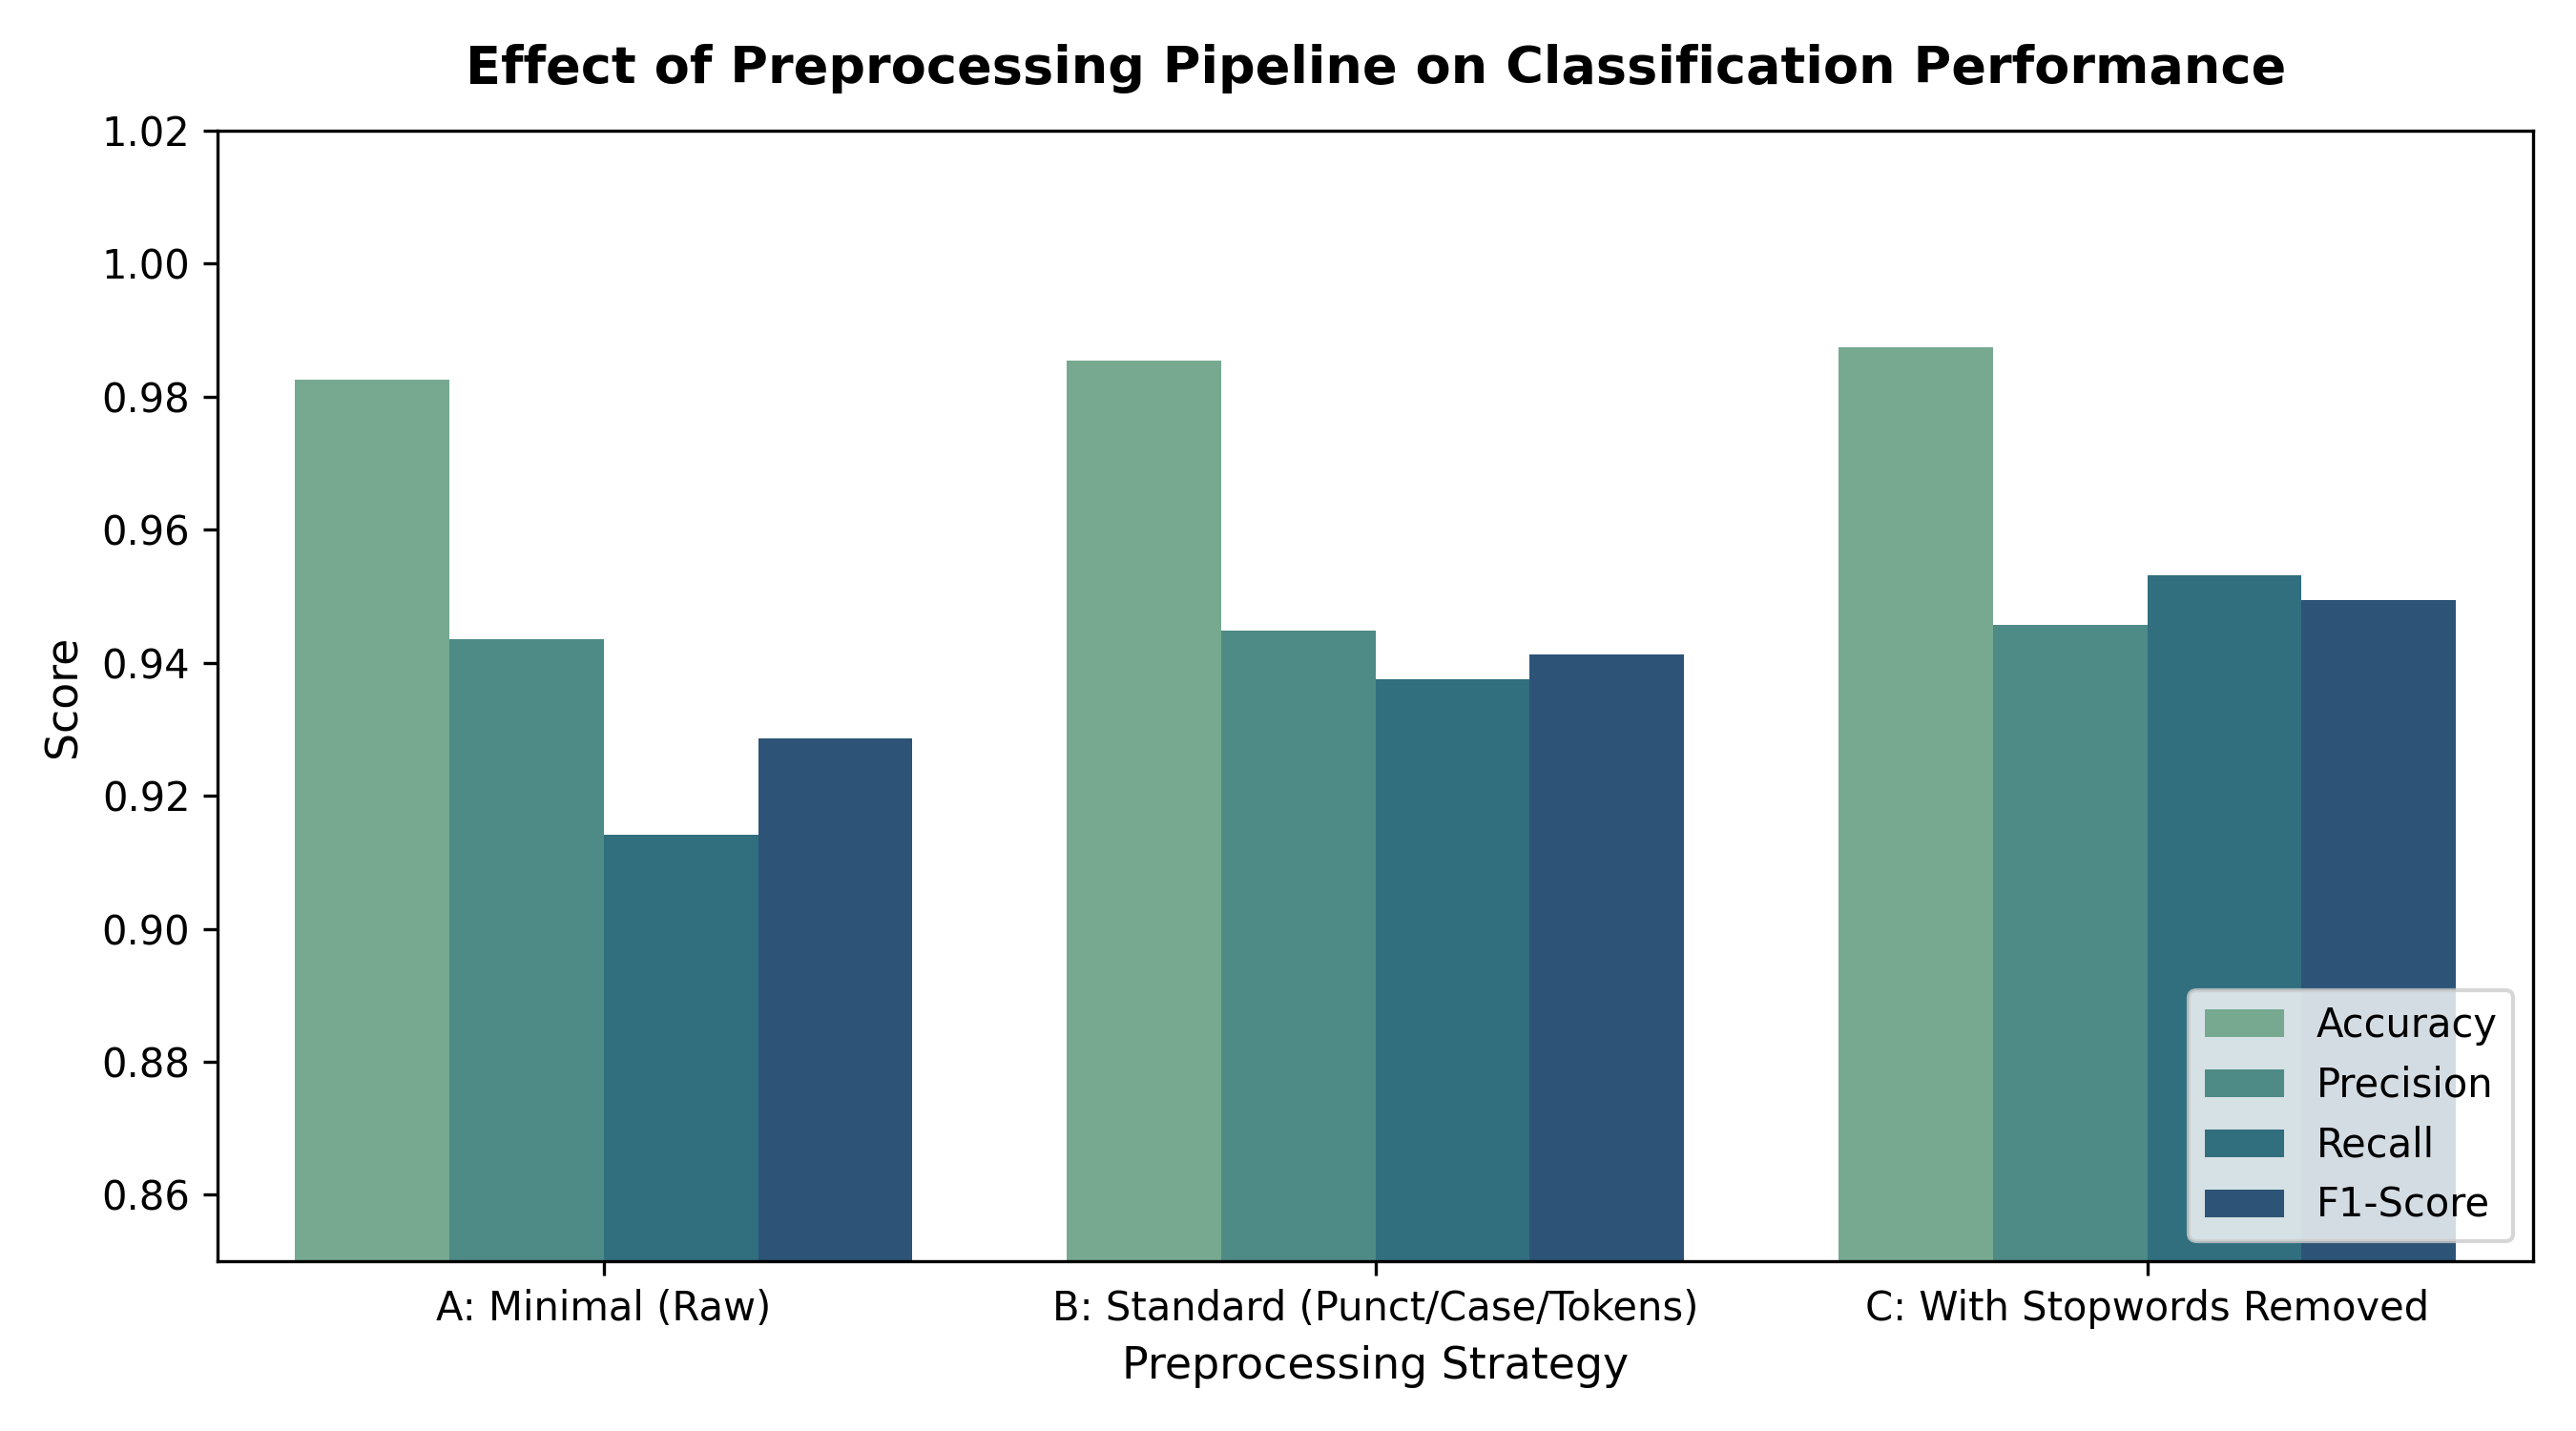 Effect of Preprocessing Pipeline on Classification Performance
1.02
1.00
0.98
0.96
0.94
0.92
0.90
0.88
0.86
Score
Accuracy
Precision
Recall
F1-Score
A: Minimal (Raw)
B: Standard (Punct/Case/Tokens)
C: With Stopwords Removed
Preprocessing Strategy